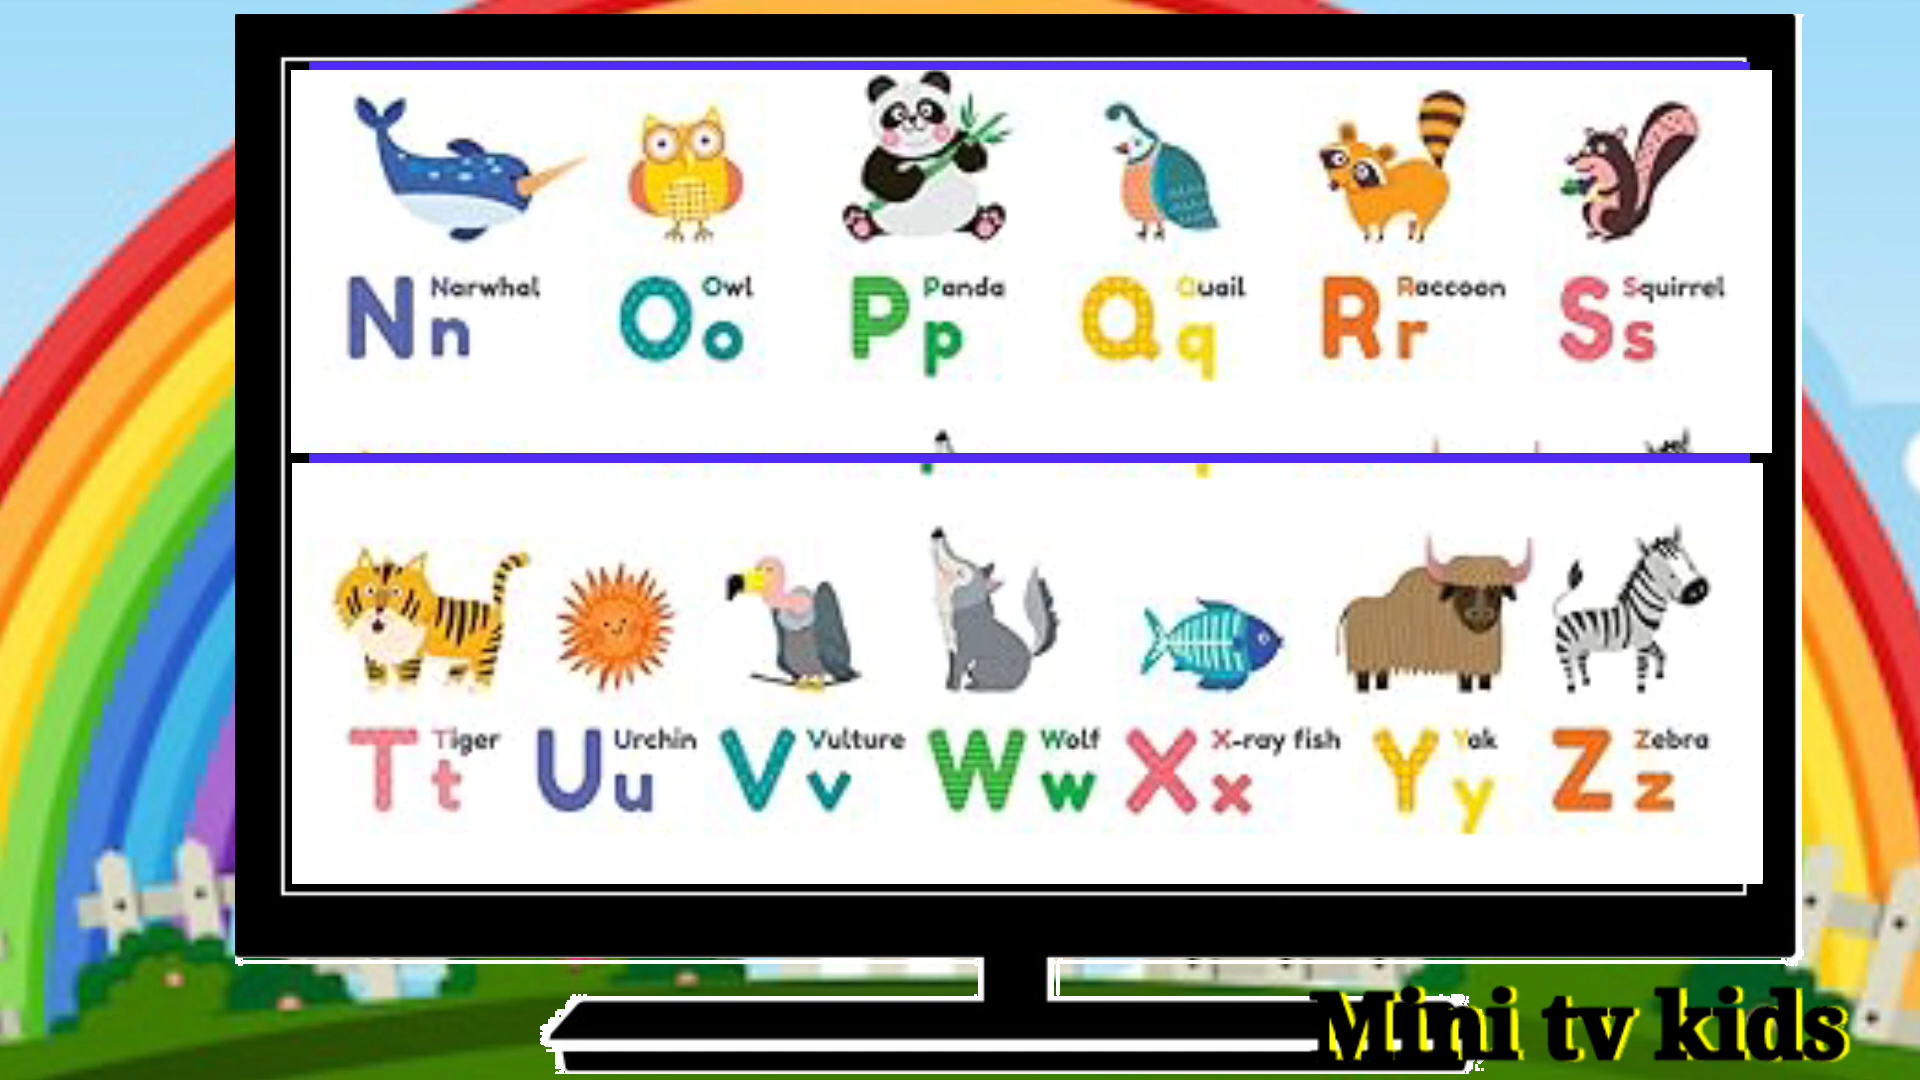 Narwhal Owl Panda Quail Raccoon Squirrel
Nn Oo Pp Qq Rr Ss
Tiger Urchin Vulture Wolf X-ray fish Yak Zebra
Tt Uu Vv Ww Xx Yy Zz
Mini tv kids